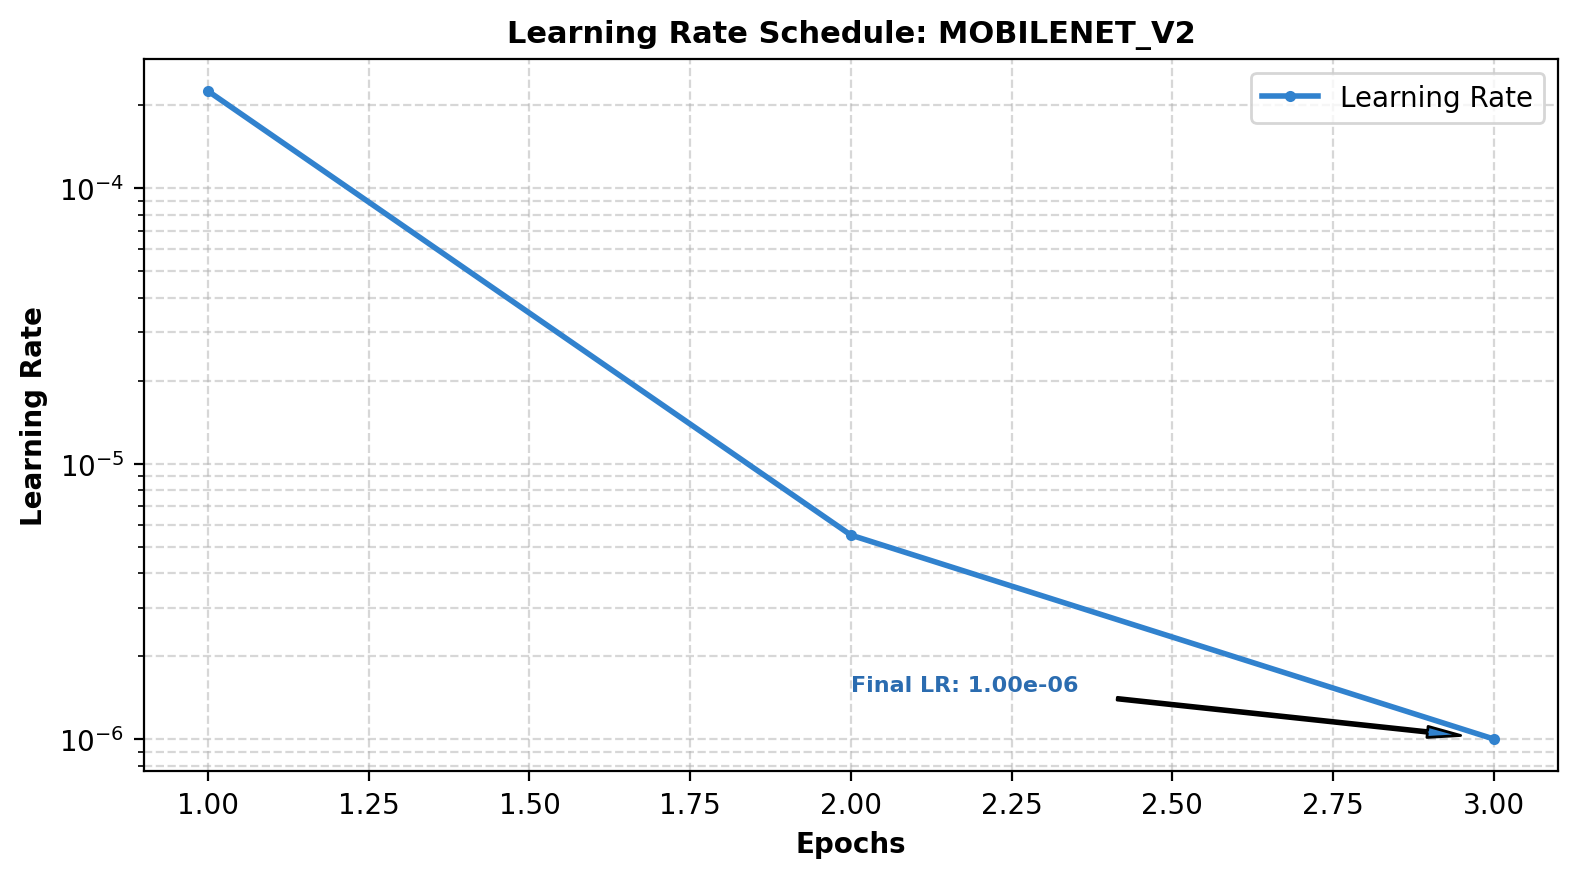 Learning Rate Schedule: MOBILENET_V2
Learning Rate
10⁻⁴
10⁻⁵
10⁻⁶
Learning Rate
Final LR: 1.00e-06
1.00 1.25 1.50 1.75 2.00 2.25 2.50 2.75 3.00
Epochs